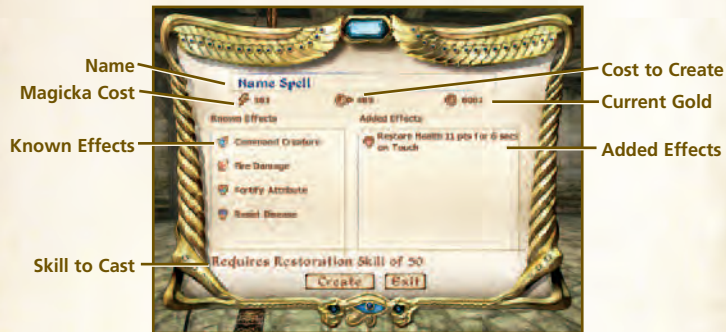 Name
Magicka Cost
Known Effects
Skill to Cast
Cost to Create
Current Gold
Added Effects
Name Spell
Known Effects
Added Effects
Command Creature
Fire Damage
Fortify Attribute
Resist Disease
Restore Health 11 pts for 6 secs
on Touch
Requires Restoration Skill of 50
Create
Exit